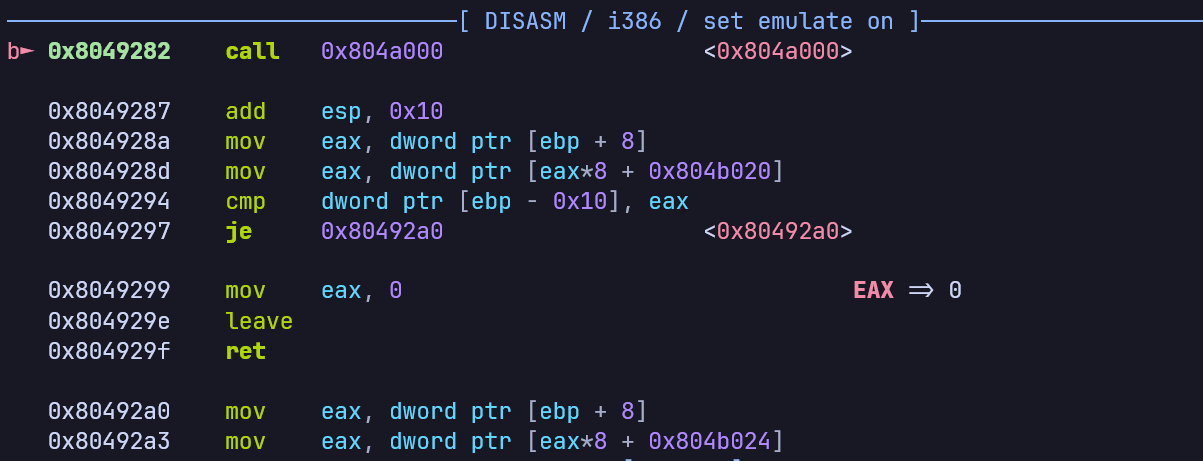 [ DISASM / i386 / set emulate on ]
b► 0x8049282 call 0x804a000 <0x804a000>
0x8049287 add esp, 0x10
0x804928a mov eax, dword ptr [ebp + 8]
0x804928d mov eax, dword ptr [eax*8 + 0x804b020]
0x8049294 cmp dword ptr [ebp - 0x10], eax
0x8049297 je 0x80492a0 <0x80492a0>
0x8049299 mov eax, 0 EAX => 0
0x804929e leave
0x804929f ret
0x80492a0 mov eax, dword ptr [ebp + 8]
0x80492a3 mov eax, dword ptr [eax*8 + 0x804b024]